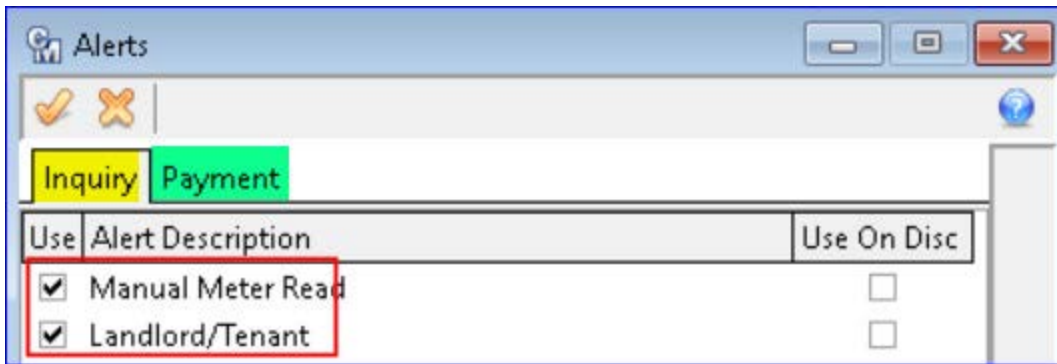 Alerts
Inquiry Payment
Use Alert Description Use On Disc
Manual Meter Read
Landlord/Tenant